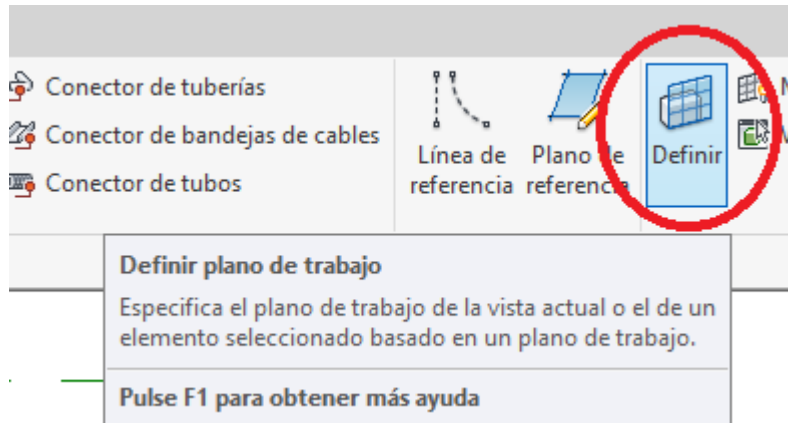 Conector de tuberías
Conector de bandejas de cables
Conector de tubos
Línea de referencia
Plano de referencia
Definir
Definir plano de trabajo
Especifica el plano de trabajo de la vista actual o el de un
elemento seleccionado basado en un plano de trabajo.
Pulse F1 para obtener más ayuda